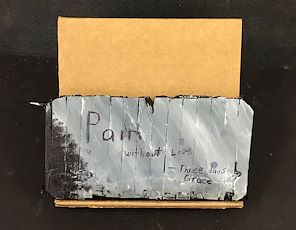 Pain
without Love
- Three Days
Grace